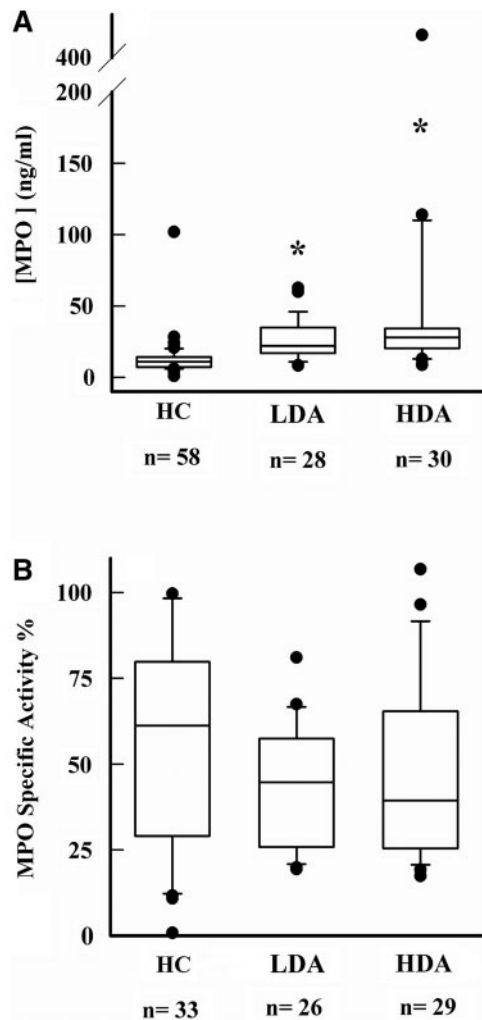 A
400
200
150
100
50
0
[MPO ] (ng/ml)
*
*
HC LDA HDA
n= 58 n= 28 n= 30
B
100
75
50
25
0
MPO Specific Activity %
HC LDA HDA
n= 33 n= 26 n= 29